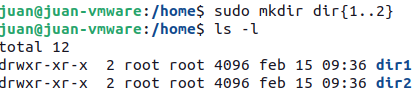 juan@juan-vmware:/home$ sudo mkdir dir{1..2}
juan@juan-vmware:/home$ ls -l
total 12
drwxr-xr-x  2 root root 4096 feb 15 09:36 dir1
drwxr-xr-x  2 root root 4096 feb 15 09:36 dir2